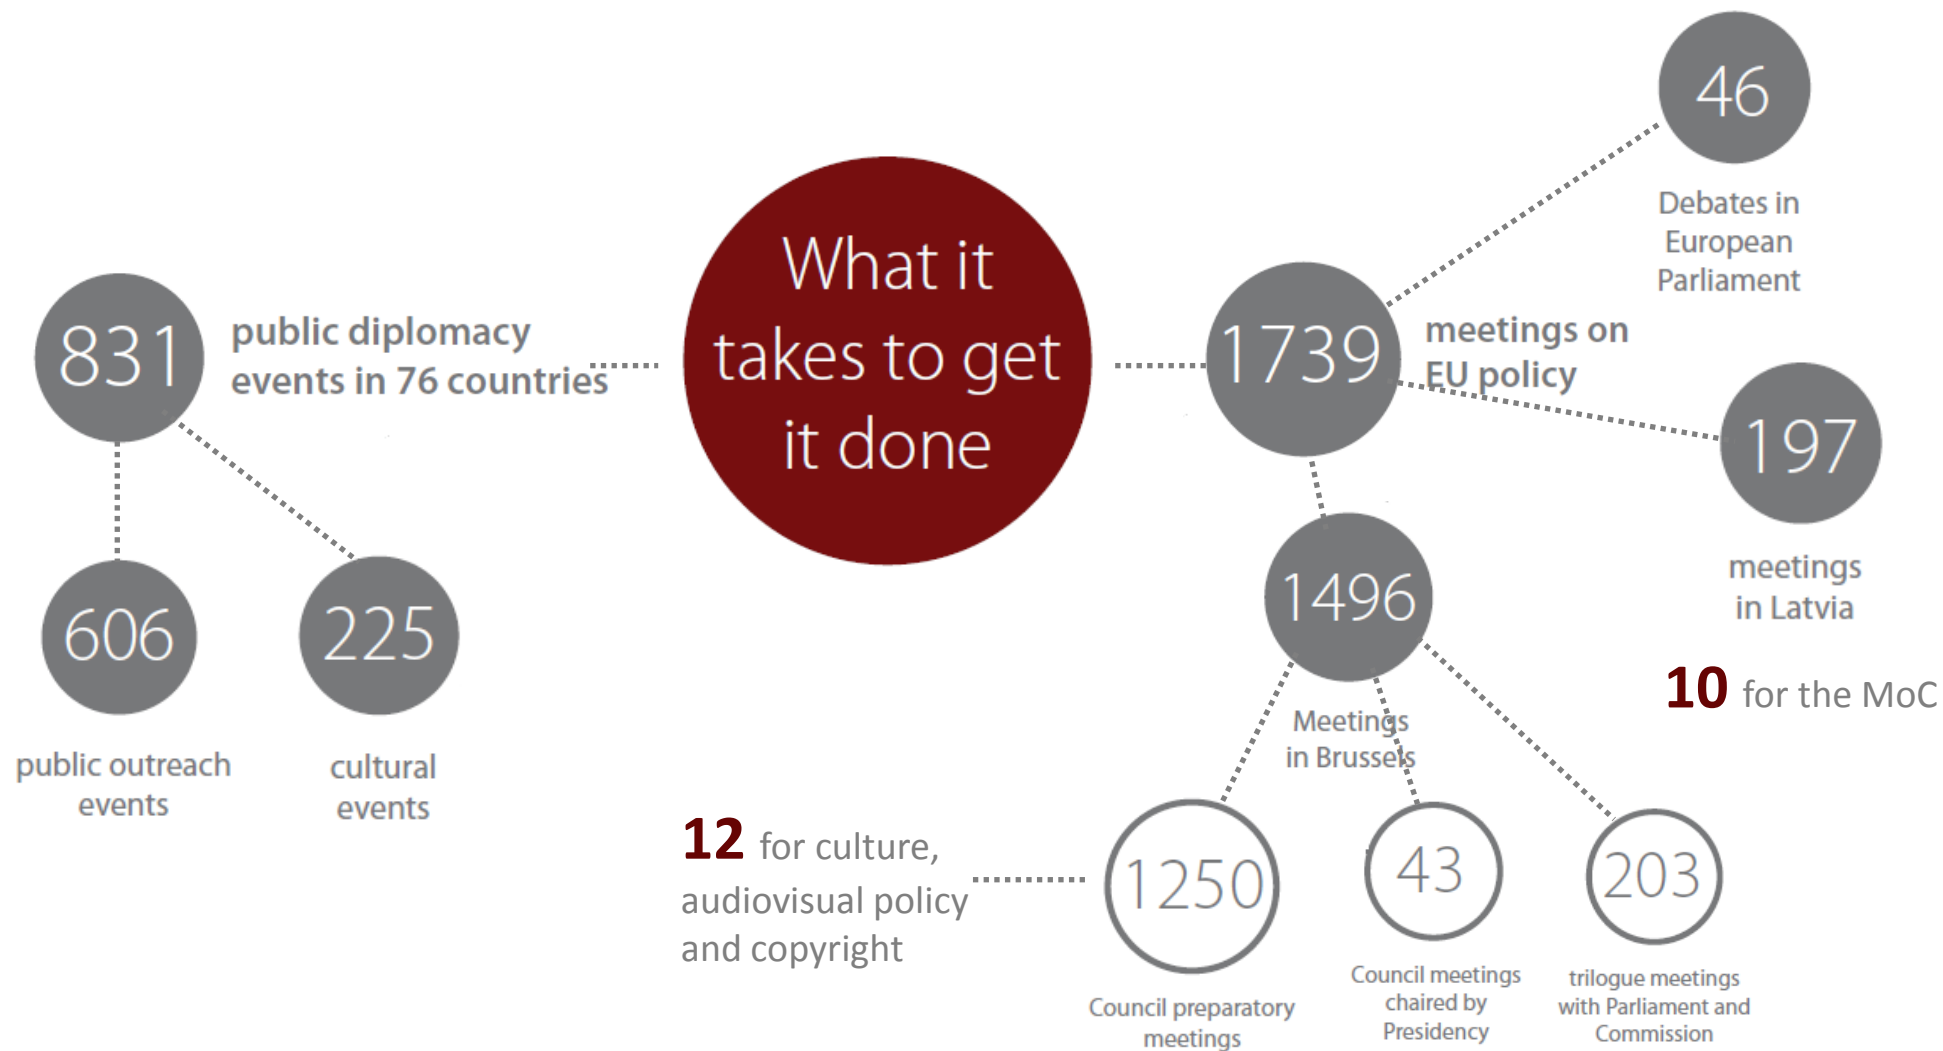 What it
takes to get
it done
831
public diplomacy
events in 76 countries
606
public outreach
events
225
cultural
events
1739
meetings on
EU policy
46
Debates in
European
Parliament
197
meetings
in Latvia
10 for the MoC
1496
Meetings
in Brussels
12 for culture,
audiovisual policy
and copyright
1250
Council preparatory
meetings
43
Council meetings
chaired by
Presidency
203
trilogue meetings
with Parliament and
Commission